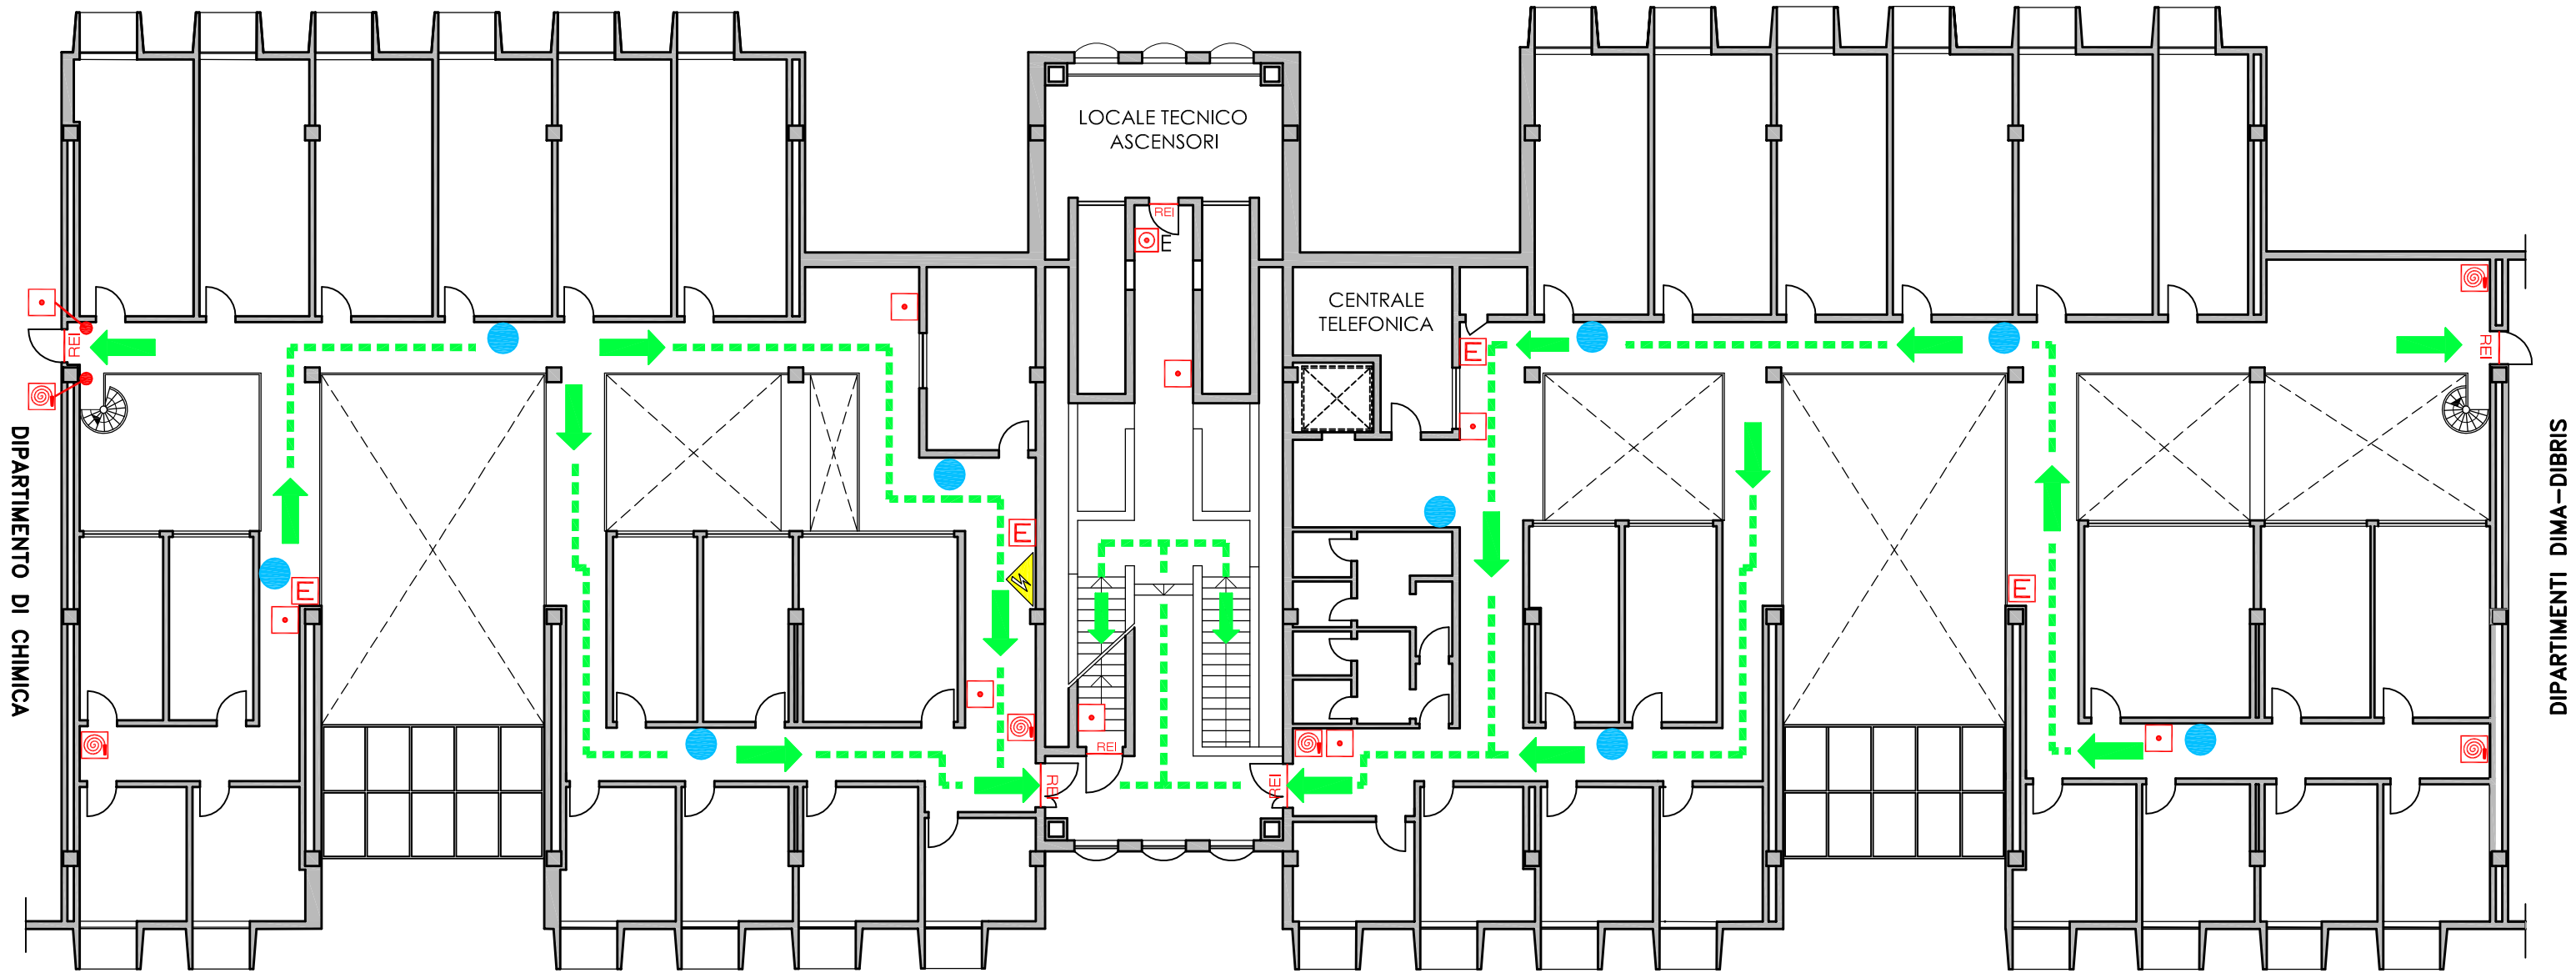 LOCALE TECNICO
ASCENSORI
REI
E
CENTRALE
TELEFONICA
REI
E
REI
DIPARTIMENTO DI CHIMICA
DIPARTIMENTI DIMA-DIBRIS
E
E
E
REI
REI
REI